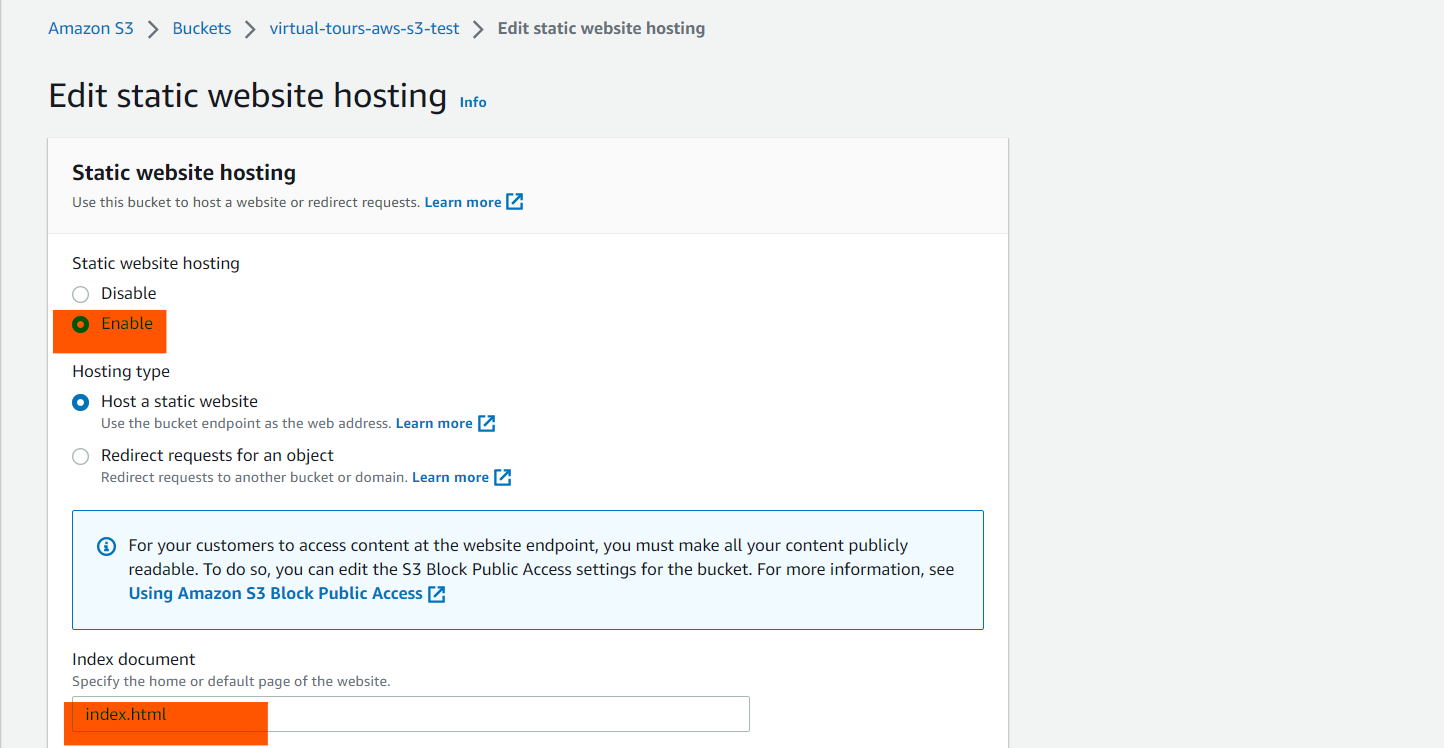 Amazon S3 > Buckets > virtual-tours-aws-s3-test > Edit static website hosting
Edit static website hosting Info
Static website hosting
Use this bucket to host a website or redirect requests. Learn more
Static website hosting
Disable
Enable
Hosting type
Host a static website
Use the bucket endpoint as the web address. Learn more
Redirect requests for an object
Redirect requests to another bucket or domain. Learn more
For your customers to access content at the website endpoint, you must make all your content publicly
readable. To do so, you can edit the S3 Block Public Access settings for the bucket. For more information, see
Using Amazon S3 Block Public Access
Index document
Specify the home or default page of the website.
index.html